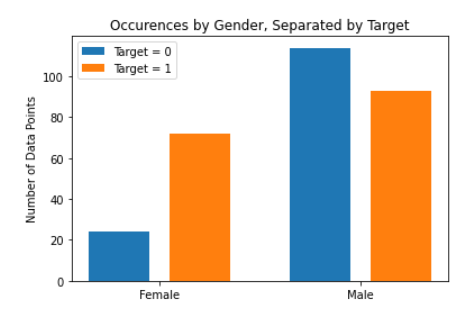 Occurences by Gender, Separated by Target
Target = 0
Target = 1
Number of Data Points
100
80
60
40
20
0
Female
Male